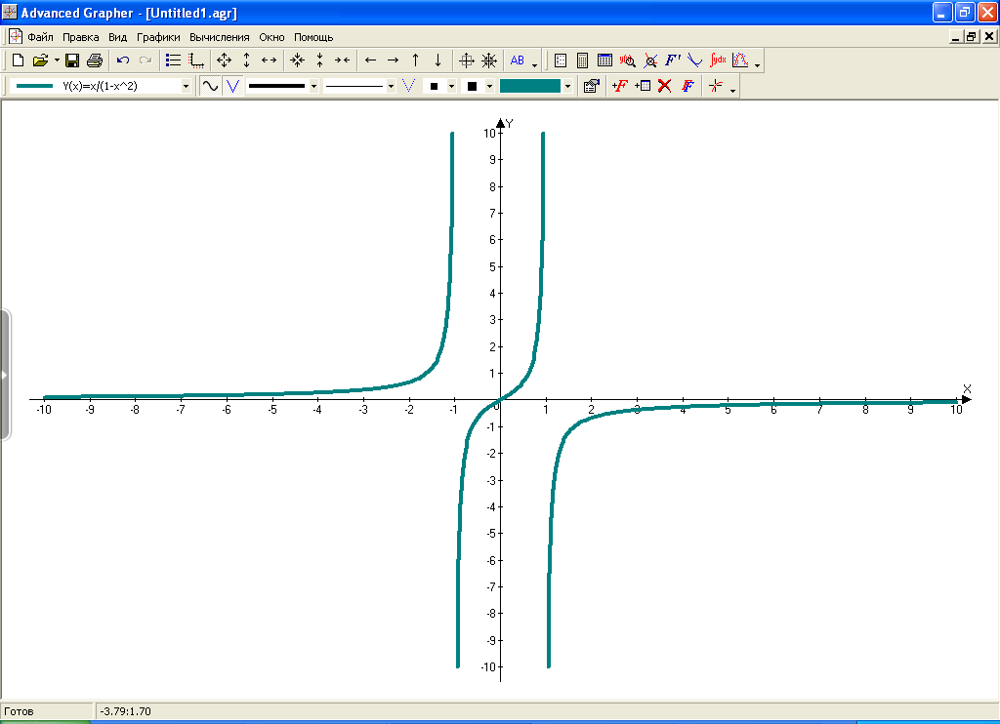 Advanced Grapher - [Untitled1.agr]
Файл Правка Вид Графики Вычисления Окно Помощь
AB y(x) F' ∫ydx
Y(x)=x/(1-x^2) +F F
Y
10
9
8
7
6
5
4
3
2
1
X
-10 -9 -8 -7 -6 -5 -4 -3 -2 -1 0 1 2 3 4 5 6 7 8 9 10
-1
-2
-3
-4
-5
-6
-7
-8
-9
-10
Готов -3.79:1.70